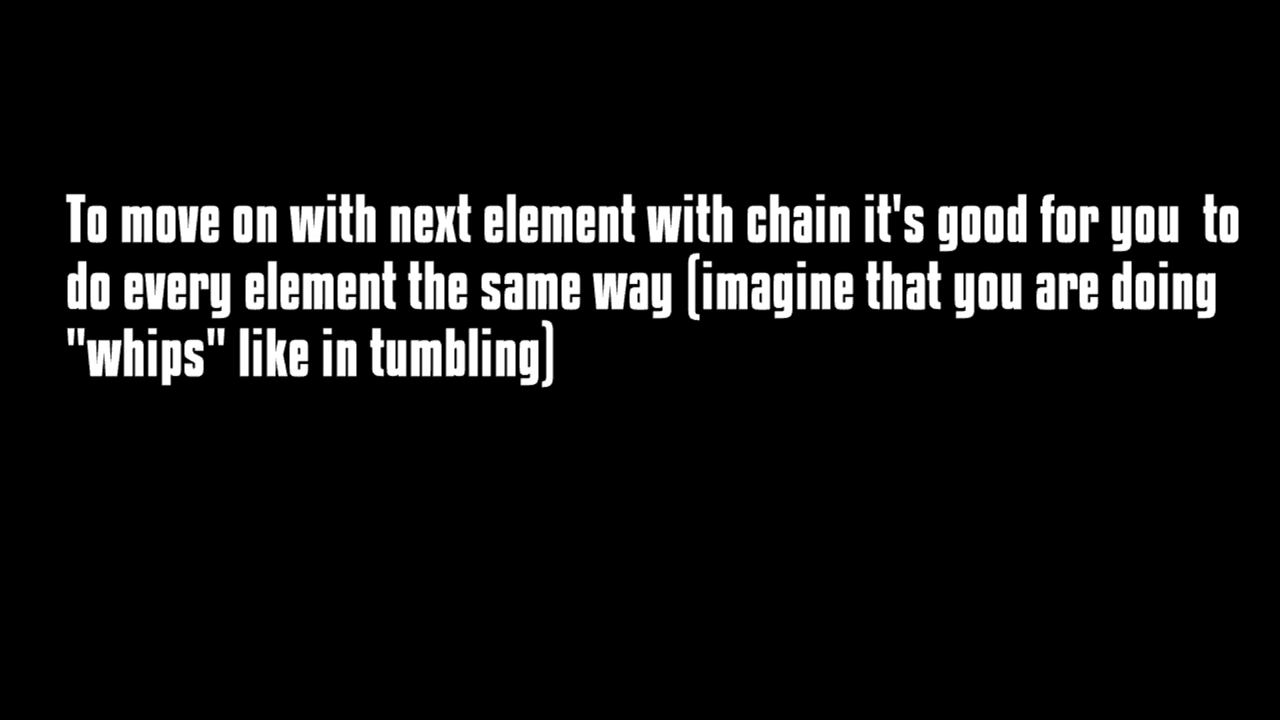 To move on with next element with chain it's good for you  to
do every element the same way (imagine that you are doing
"whips" like in tumbling)